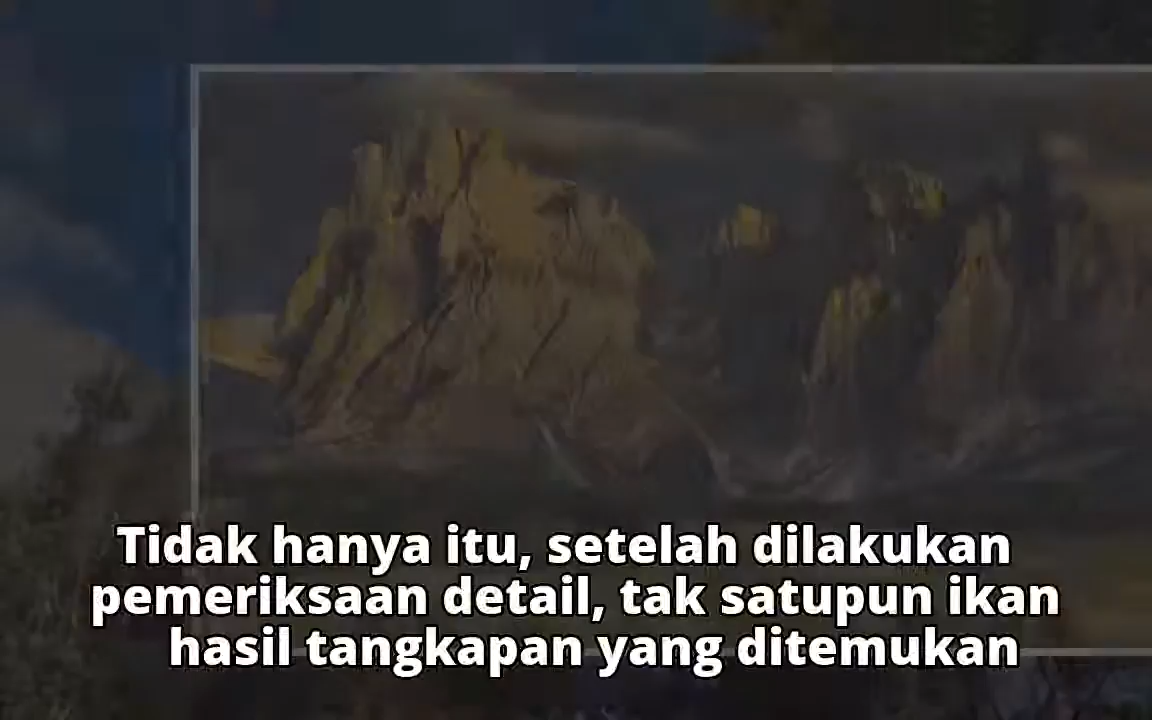 Tidak hanya itu, setelah dilakukan
pemeriksaan detail, tak satupun ikan
hasil tangkapan yang ditemukan